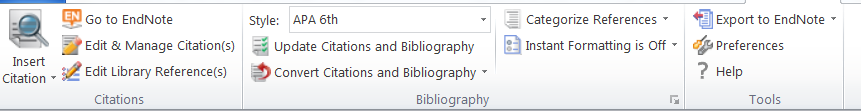 Insert
Citation
EN
Go to EndNote
Edit & Manage Citation(s)
Edit Library Reference(s)
Citations
Style:
APA 6th
Update Citations and Bibliography
Convert Citations and Bibliography
Categorize References
Instant Formatting is Off
Bibliography
Export to EndNote
Preferences
? Help
Tools